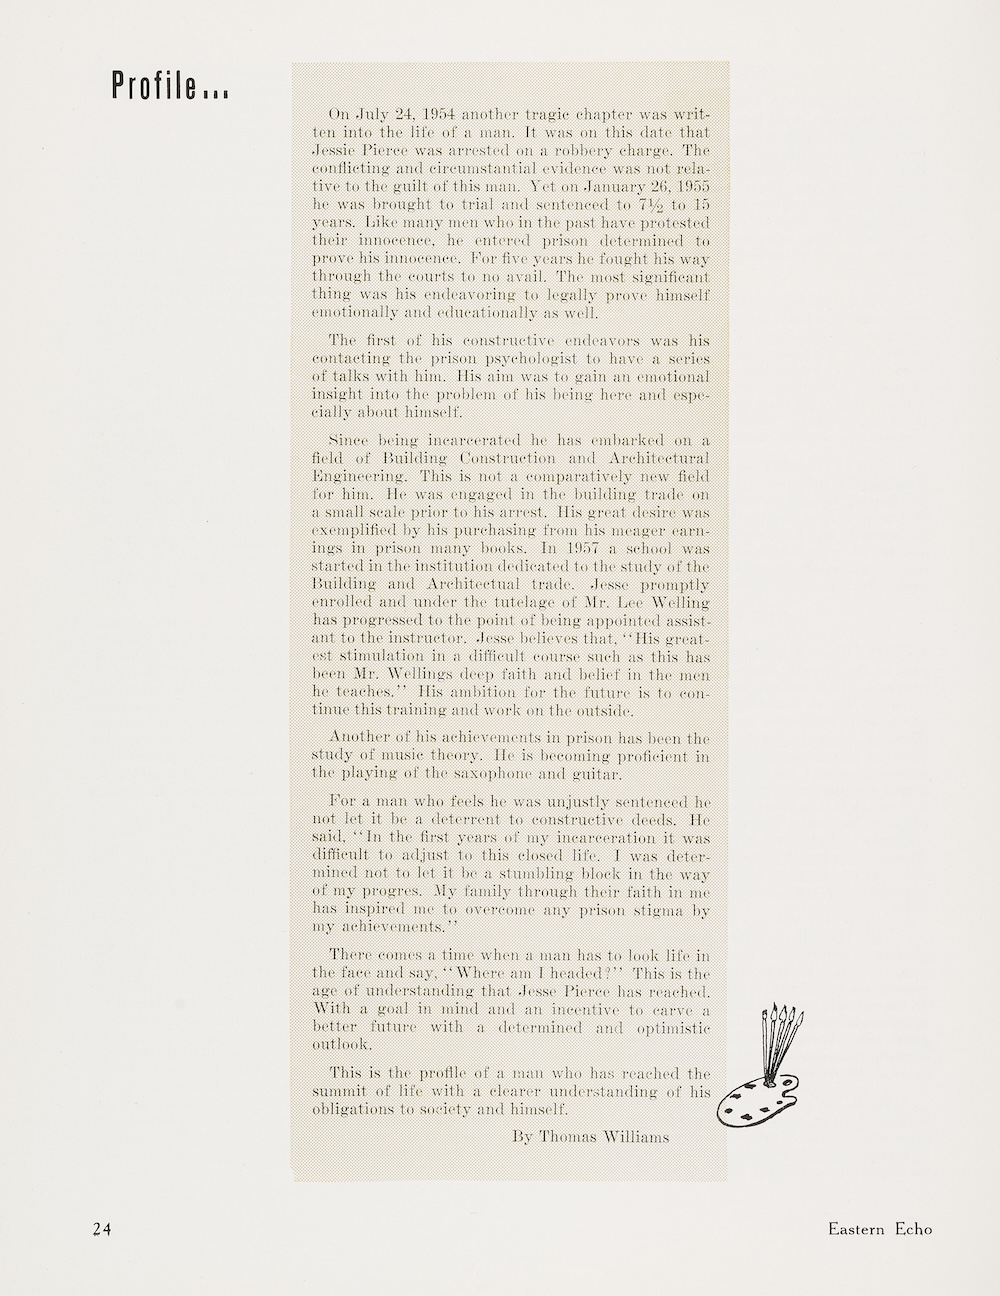 Profile...
On July 24, 1954 another tragic chapter was writ-
ten into the life of a man. It was on this date that
Jessie Pierce was arrested on a robbery charge. The
conflicting and circumstantial evidence was not rela-
tive to the guilt of this man. Yet on January 26, 1955
he was brought to trial and sentenced to 7½ to 15
years. Like many men who in the past have protested
their innocence, he entered prison determined to
prove his innocence. For five years he fought his way
through the courts to no avail. The most significant
thing was his endeavoring to legally prove himself
emotionally and educationally as well.
The first of his constructive endeavors was his
contacting the prison psychologist to have a series
of talks with him. His aim was to gain an emotional
insight into the problem of his being here and espe-
cially about himself.
Since being incarcerated he has embarked on a
field of Building Construction and Architectural
Engineering. This is not a comparatively new field
for him. He was engaged in the building trade on
a small scale prior to his arrest. His great desire was
exemplified by his purchasing from his meager earn-
ings in prison many books. In 1957 a school was
started in the institution dedicated to the study of the
Building and Architectual trade. Jesse promptly
enrolled and under the tutelage of Mr. Lee Welling
has progressed to the point of being appointed assist-
ant to the instructor. Jesse believes that, "His great-
est stimulation in a difficult course such as this has
been Mr. Wellings deep faith and belief in the men
he teaches." His ambition for the future is to con-
tinue this training and work on the outside.
Another of his achievements in prison has been the
study of music theory. He is becoming proficient in
the playing of the saxophone and guitar.
For a man who feels he was unjustly sentenced he
not let it be a deterrent to constructive deeds. He
said, "In the first years of my incarceration it was
difficult to adjust to this closed life. I was deter-
mined not to let it be a stumbling block in the way
of my progres. My family through their faith in me
has inspired me to overcome any prison stigma by
my achievements."
There comes a time when a man has to look life in
the face and say, "Where am I headed?" This is the
age of understanding that Jesse Pierce has reached.
With a goal in mind and an incentive to carve a
better future with a determined and optimistic
outlook.
This is the profile of a man who has reached the
summit of life with a clearer understanding of his
obligations to society and himself.
By Thomas Williams
24
Eastern Echo